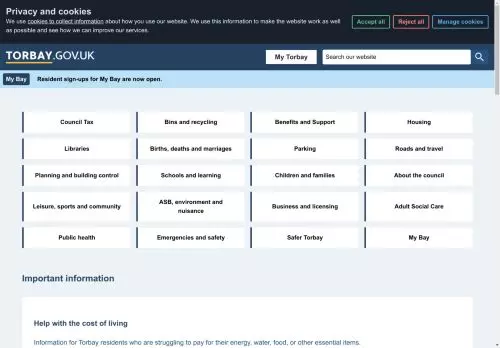 Privacy and cookies
We use cookies to collect information about how you use our website. We use this information to make the website work as
well as possible and see how we can improve our services.
Accept all
Reject all
Manage cookies
TORBAY.GOV.UK
My Torbay
Search our website
My Bay
Resident sign-ups for My Bay are now open.
Council Tax
Bins and recycling
Benefits and Support
Housing
Libraries
Births, deaths and marriages
Parking
Roads and travel
Planning and building control
Schools and learning
Children and families
About the council
Leisure, sports and community
ASB, environment and
nuisance
Business and licensing
Adult Social Care
Public health
Emergencies and safety
Safer Torbay
My Bay
Important information
Help with the cost of living
Information for Torbay residents who are struggling to pay for their energy, water, food, or other essential items.